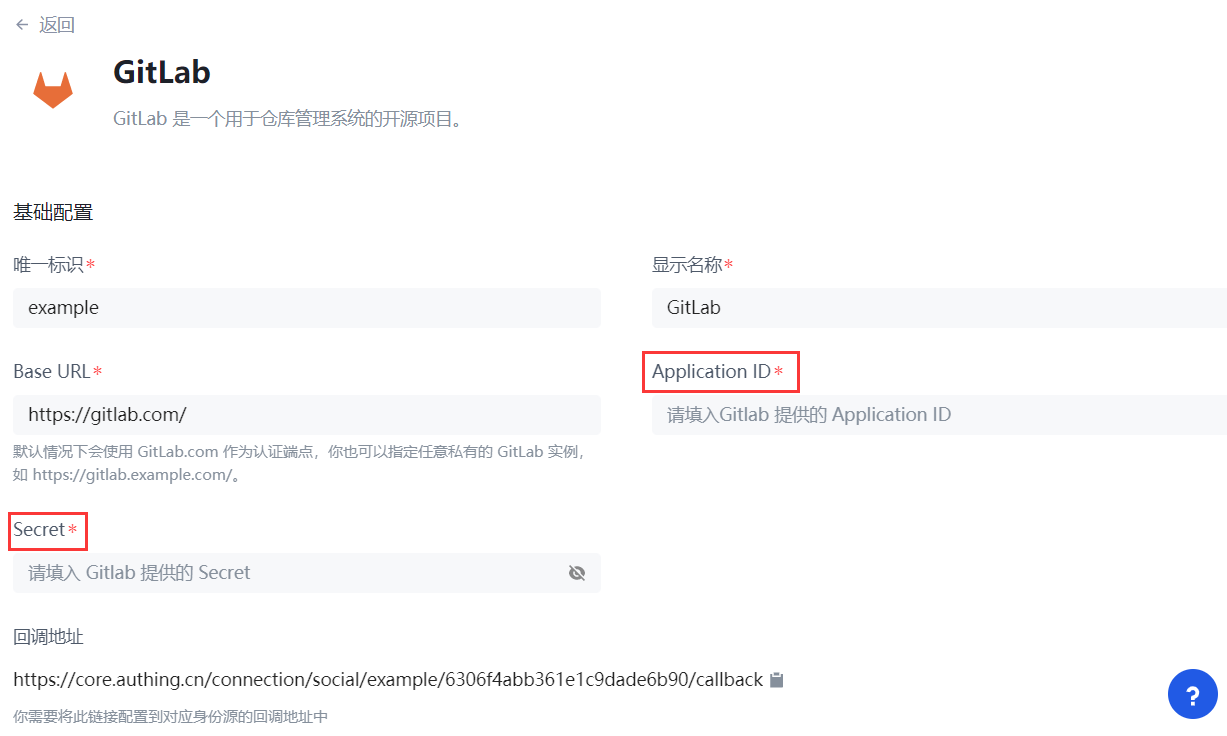 ← 返回
GitLab
GitLab 是一个用于仓库管理系统的开源项目。
基础配置
唯一标识*
显示名称*
example
GitLab
Base URL*
Application ID*
https://gitlab.com/
请填入Gitlab 提供的 Application ID
默认情况下会使用 GitLab.com 作为认证端点，你也可以指定任意私有的 GitLab 实例，
如 https://gitlab.example.com/。
Secret*
请填入 Gitlab 提供的 Secret
回调地址
https://core.authing.cn/connection/social/example/6306f4abb361e1c9dade6b90/callback
你需要将此链接配置到对应身份源的回调地址中
?